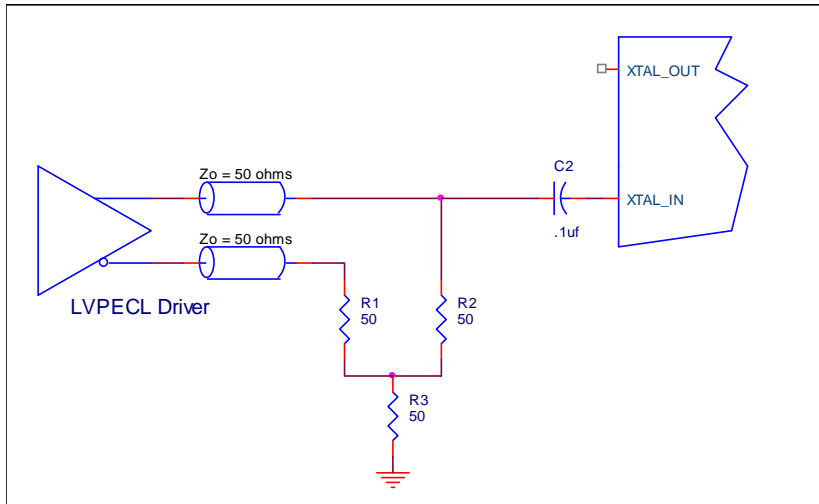 XTAL_OUT
Zo = 50 ohms
C2
XTAL_IN
.1uf
Zo = 50 ohms
LVPECL Driver
R1
50
R2
50
R3
50